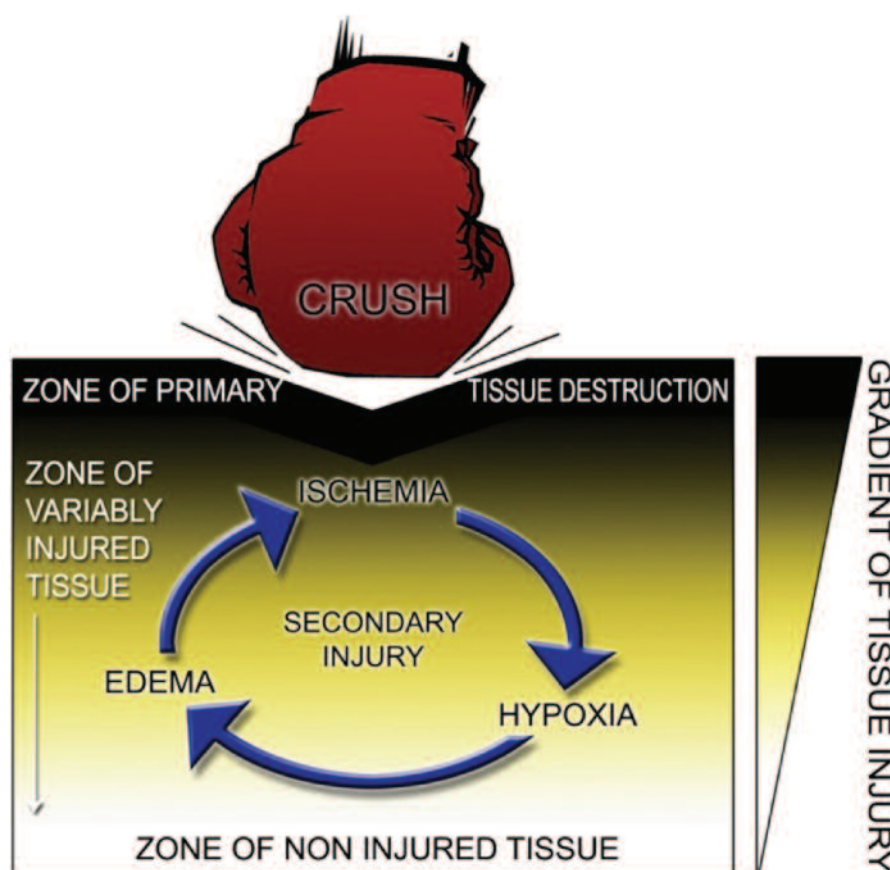 CRUSH
ZONE OF PRIMARY
TISSUE DESTRUCTION
ZONE OF
VARIABLY
INJURED
TISSUE
ISCHEMIA
SECONDARY
INJURY
EDEMA
HYPOXIA
ZONE OF NON INJURED TISSUE
GRADIENT OF TISSUE INJURY